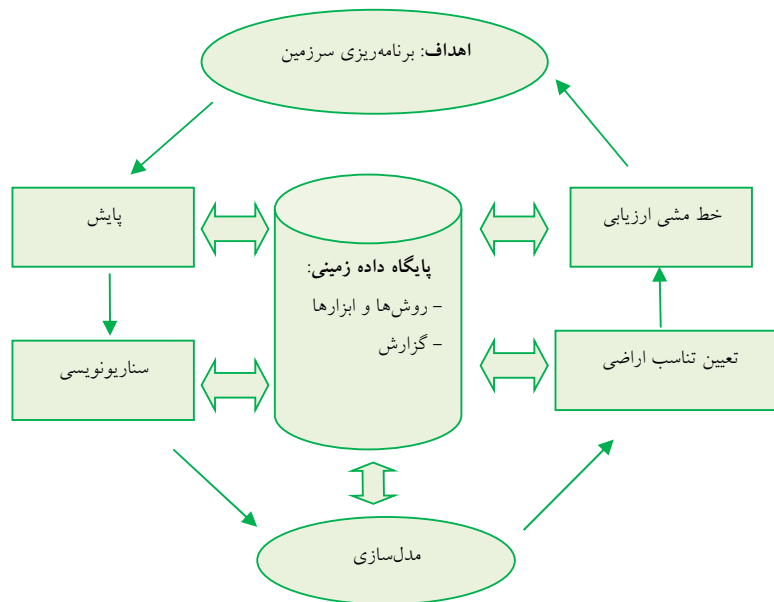 اهداف: برنامه‌ریزی سرزمین
خط مشی ارزیابی
پایش
پایگاه داده زمینی:
- روش‌ها و ابزارها
- گزارش
تعیین تناسب اراضی
سناریونویسی
مدل‌سازی